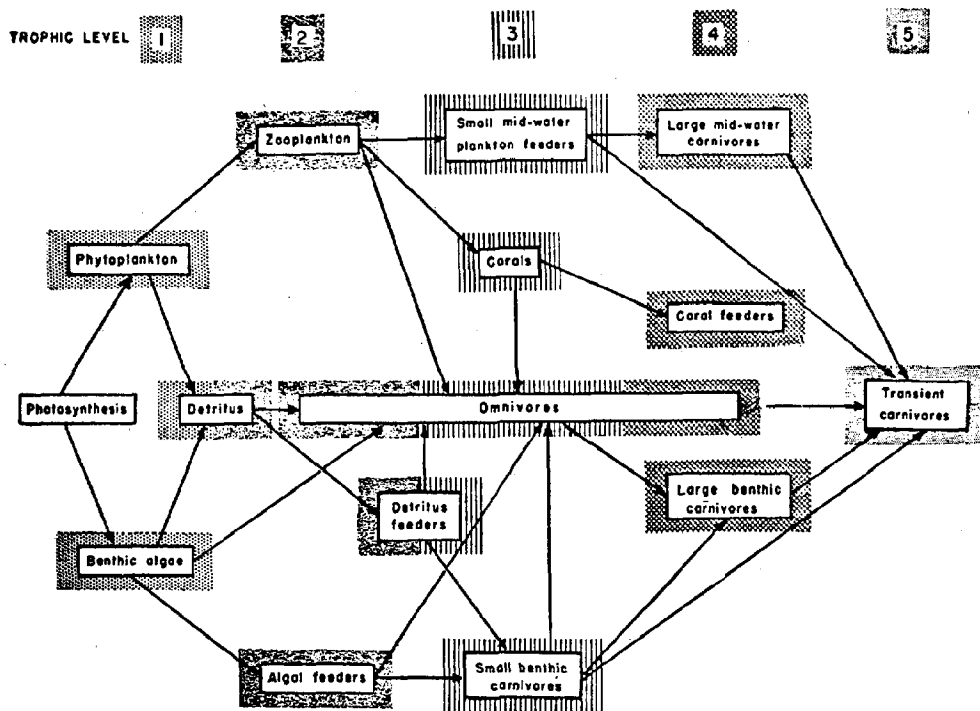 TROPHIC LEVEL 1 2 3 4 5
Zooplankton
Small mid-water
plankton feeders
Large mid-water
carnivores
Phytoplankton
Corals
Coral feeders
Photosynthesis
Detritus
Omnivores
Transient
carnivores
Detritus
feeders
Large benthic
carnivores
Benthic algae
Algal feeders
Small benthic
carnivores